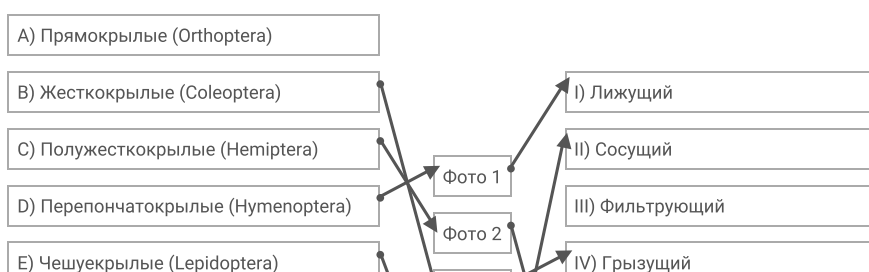 A) Прямокрылые (Orthoptera)
B) Жесткокрылые (Coleoptera)
I) Лижущий
C) Полужесткокрылые (Hemiptera)
II) Сосущий
Фото 1
D) Перепончатокрылые (Hymenoptera)
III) Фильтрующий
Фото 2
E) Чешуекрылые (Lepidoptera)
IV) Грызущий